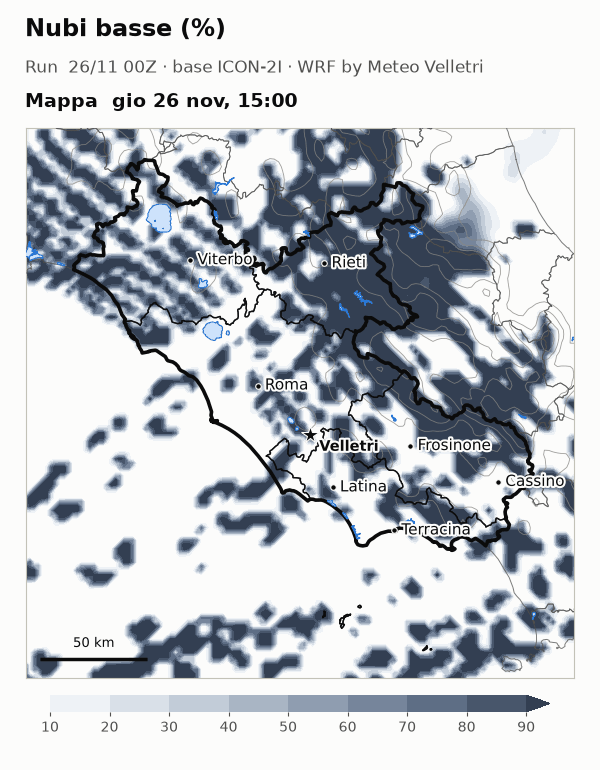 Nubi basse (%)
Run  26/11 00Z · base ICON-2I · WRF by Meteo Velletri
Mappa  gio 26 nov, 15:00
Viterbo
Rieti
Roma
Velletri
Frosinone
Cassino
Latina
Terracina
50 km
10 20 30 40 50 60 70 80 90